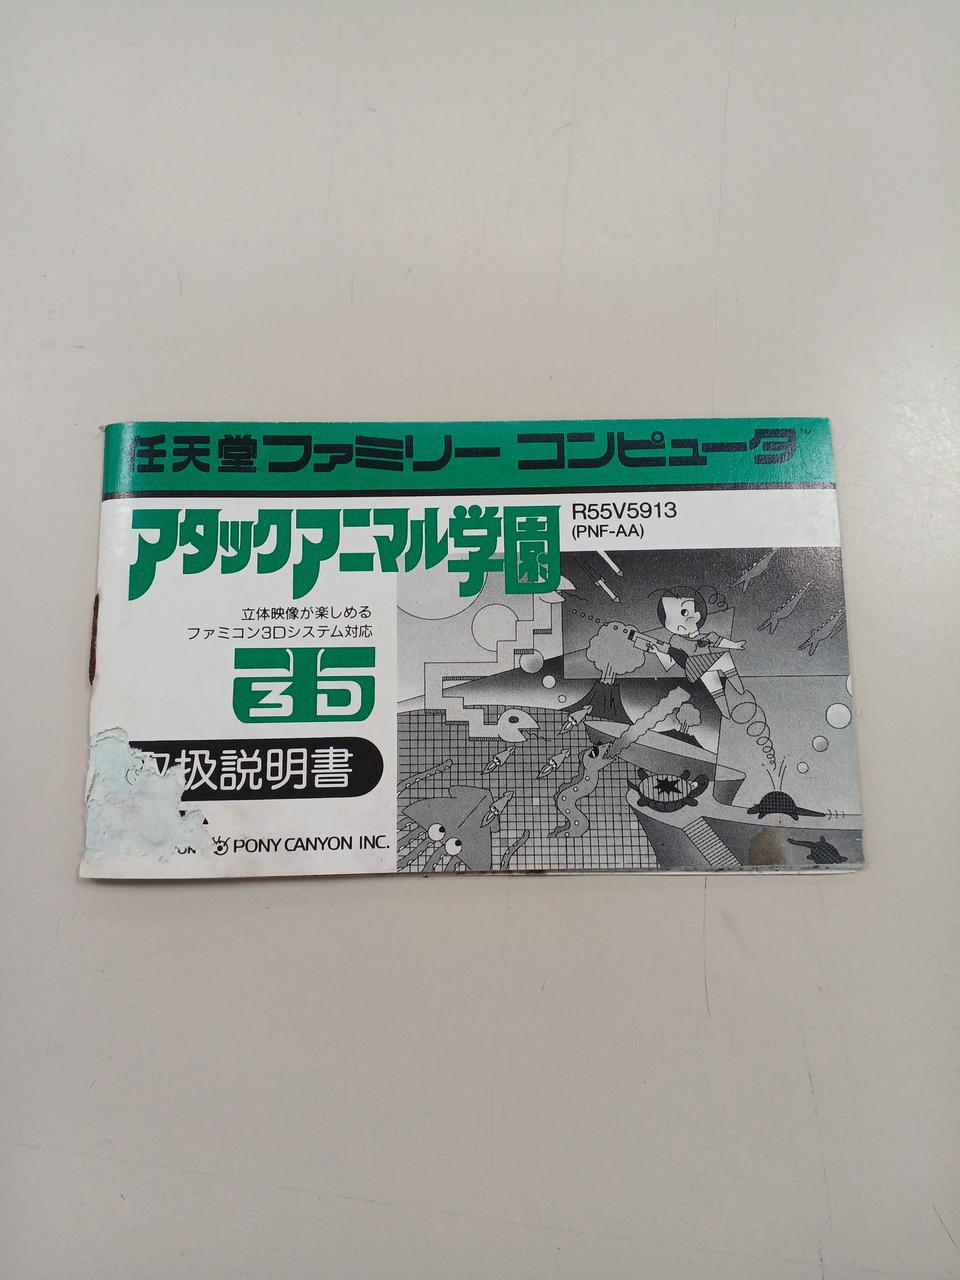 任天堂ファミリー コンピュータ™
アタックアニマル学園
R55V5913
(PNF-AA)
立体映像が楽しめる
ファミコン3Dシステム対応
3D
取扱説明書
PONY CANYON INC.